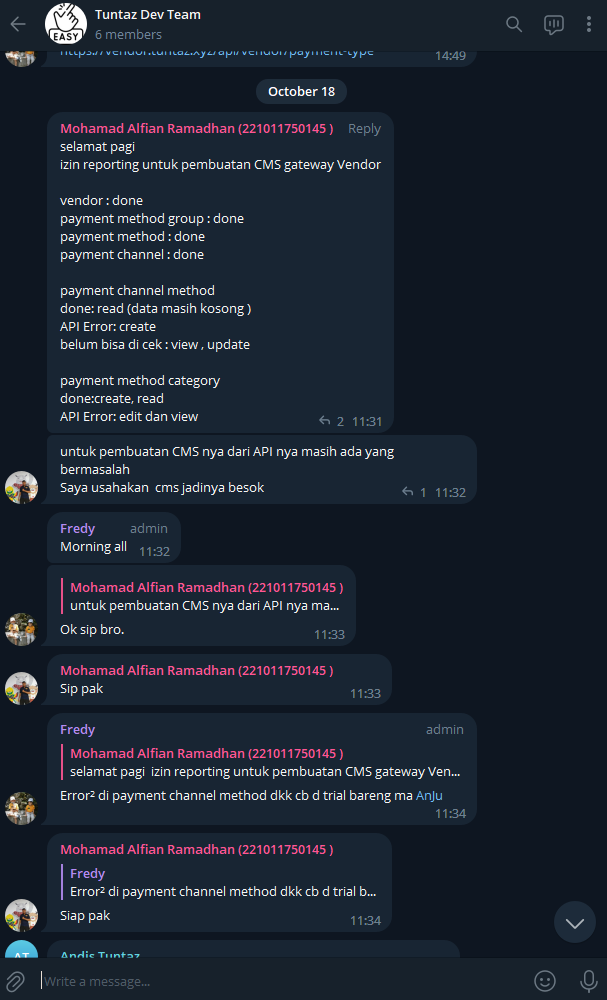 Tuntaz Dev Team
6 members
EASY
https://vendor.tuntaz.xyz/api/vendor/payment-type
14:49
October 18
Mohamad Alfian Ramadhan (221011750145 ) Reply
selamat pagi
izin reporting untuk pembuatan CMS gateway Vendor
vendor : done
payment method group : done
payment method : done
payment channel : done
payment channel method
done: read (data masih kosong )
API Error: create
belum bisa di cek : view , update
payment method category
done:create, read
API Error: edit dan view
2 11:31
untuk pembuatan CMS nya dari API nya masih ada yang
bermasalah
Saya usahakan  cms jadinya besok
1 11:32
Fredy admin
Morning all
11:32
Mohamad Alfian Ramadhan (221011750145 )
untuk pembuatan CMS nya dari API nya ma...
Ok sip bro.
11:33
Mohamad Alfian Ramadhan (221011750145 )
Sip pak
11:33
Fredy admin
Mohamad Alfian Ramadhan (221011750145 )
selamat pagi  izin reporting untuk pembuatan CMS gateway Ven...
Error² di payment channel method dkk cb d trial bareng ma AnJu
11:34
Mohamad Alfian Ramadhan (221011750145 )
Fredy
Error² di payment channel method dkk cb d trial b...
Siap pak
11:34
AT
Andis Tuntaz
Write a message...